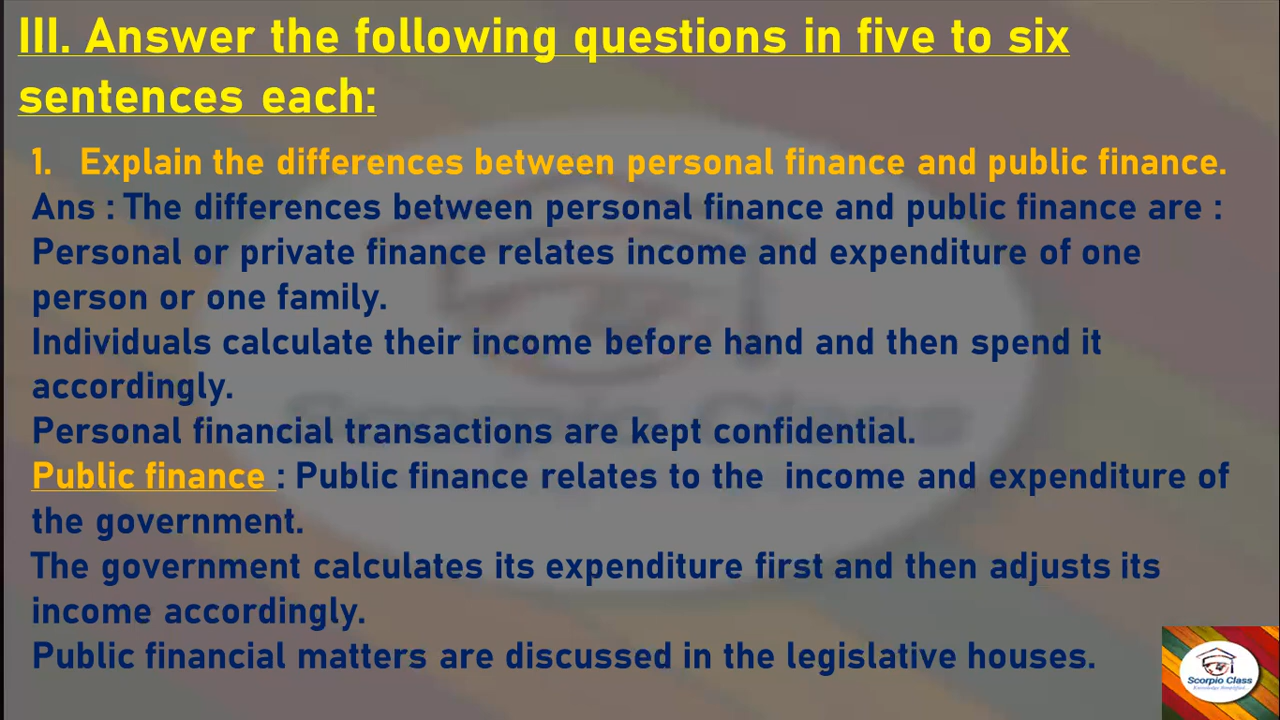 III. Answer the following questions in five to six
sentences each:
1. Explain the differences between personal finance and public finance.
Ans : The differences between personal finance and public finance are :
Personal or private finance relates income and expenditure of one
person or one family.
Individuals calculate their income before hand and then spend it
accordingly.
Personal financial transactions are kept confidential.
Public finance : Public finance relates to the income and expenditure of
the government.
The government calculates its expenditure first and then adjusts its
income accordingly.
Public financial matters are discussed in the legislative houses.
Scorpio Class
Knowledge Simplified